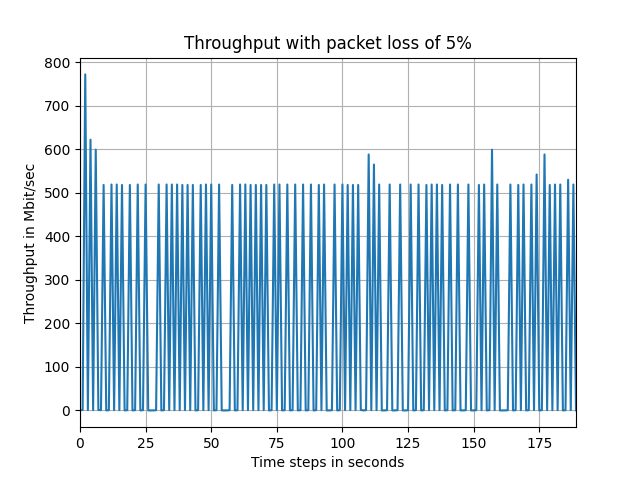 Throughput with packet loss of 5%
Throughput in Mbit/sec
800
700
600
500
400
300
200
100
0
0 25 50 75 100 125 150 175
Time steps in seconds